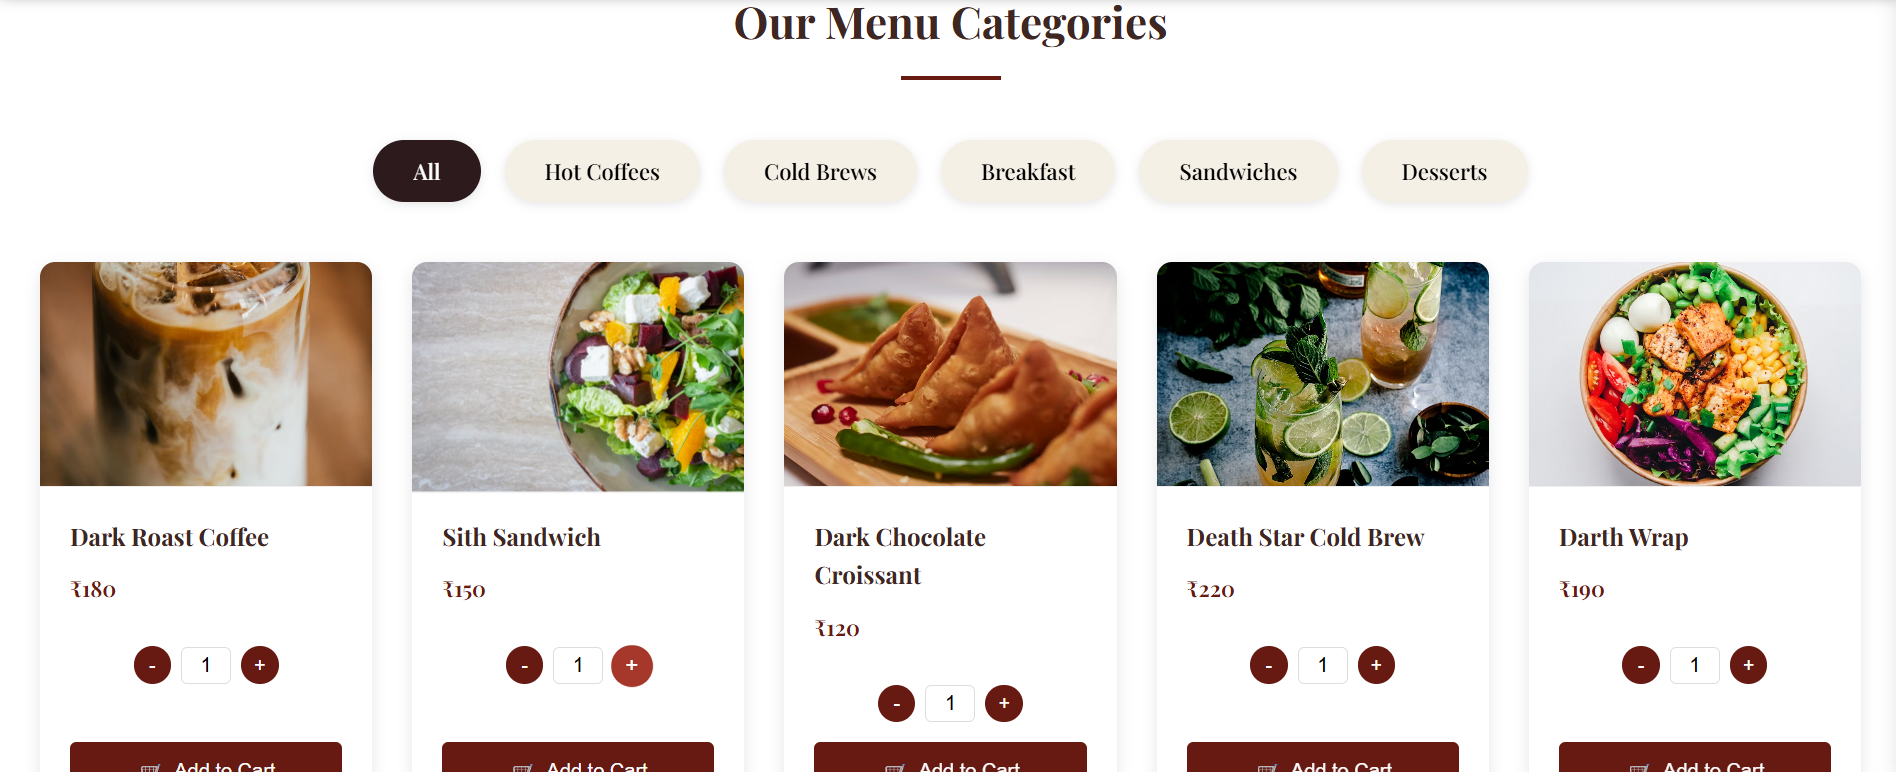 Our Menu Categories
All Hot Coffees Cold Brews Breakfast Sandwiches Desserts
Dark Roast Coffee
₹180
- 1 +
Add to Cart
Sith Sandwich
₹150
- 1 +
Add to Cart
Dark Chocolate
Croissant
₹120
- 1 +
Add to Cart
Death Star Cold Brew
₹220
- 1 +
Add to Cart
Darth Wrap
₹190
- 1 +
Add to Cart